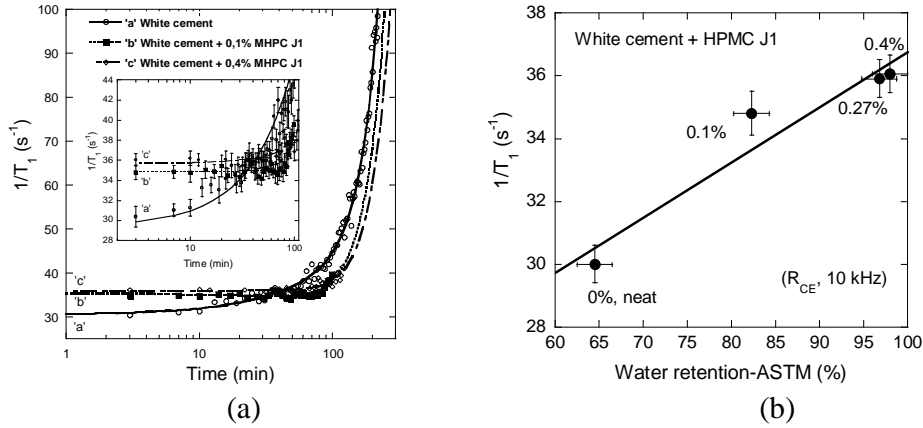 (a)
'a' White cement
'b' White cement + 0,1% MHPC J1
'c' White cement + 0,4% MHPC J1
100
90
80
70
60
50
40
30
1/T₁ (s⁻¹)
1
10
100
Time (min)
'c'
'b'
'a'
44
42
40
38
36
34
32
30
28
1/T₁ (s⁻¹)
10
100
Time (min)
'c'
'b'
'a'
(a)
(b)
White cement + HPMC J1
0.4%
0.27%
0.1%
0%, neat
(R_CE, 10 kHz)
38
36
34
32
30
28
1/T₁ (s⁻¹)
60
65
70
75
80
85
90
95
100
Water retention-ASTM (%)
(b)